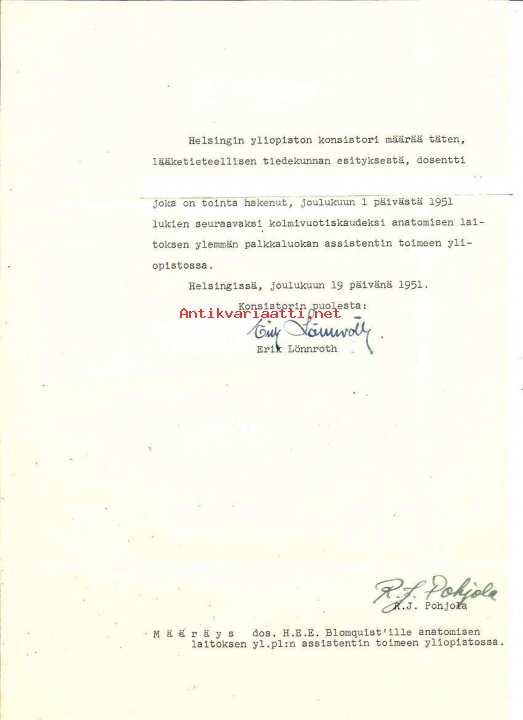 Helsingin yliopiston konsistori määrää täten,
lääketieteellisen tiedekunnan esityksestä, dosentti
joka on tointa hakenut, joulukuun 1 päivästä 1951
lukien seuraavaksi kolmivuotiskaudeksi anatomisen lai-
toksen ylemmän palkkaluokan assistentin toimeen yli-
opistossa.
Helsingissä, joulukuun 19 päivänä 1951.
Konsistorin puolesta:
Antikvariaatti.net
Erik Lönnroth
Erik Lönnroth
R.J. Pohjola
R.J. Pohjola
M ä ä r ä y s dos. H.E.E. Blomquist'ille anatomisen
laitoksen yl.pl:n assistentin toimeen yliopistossa.